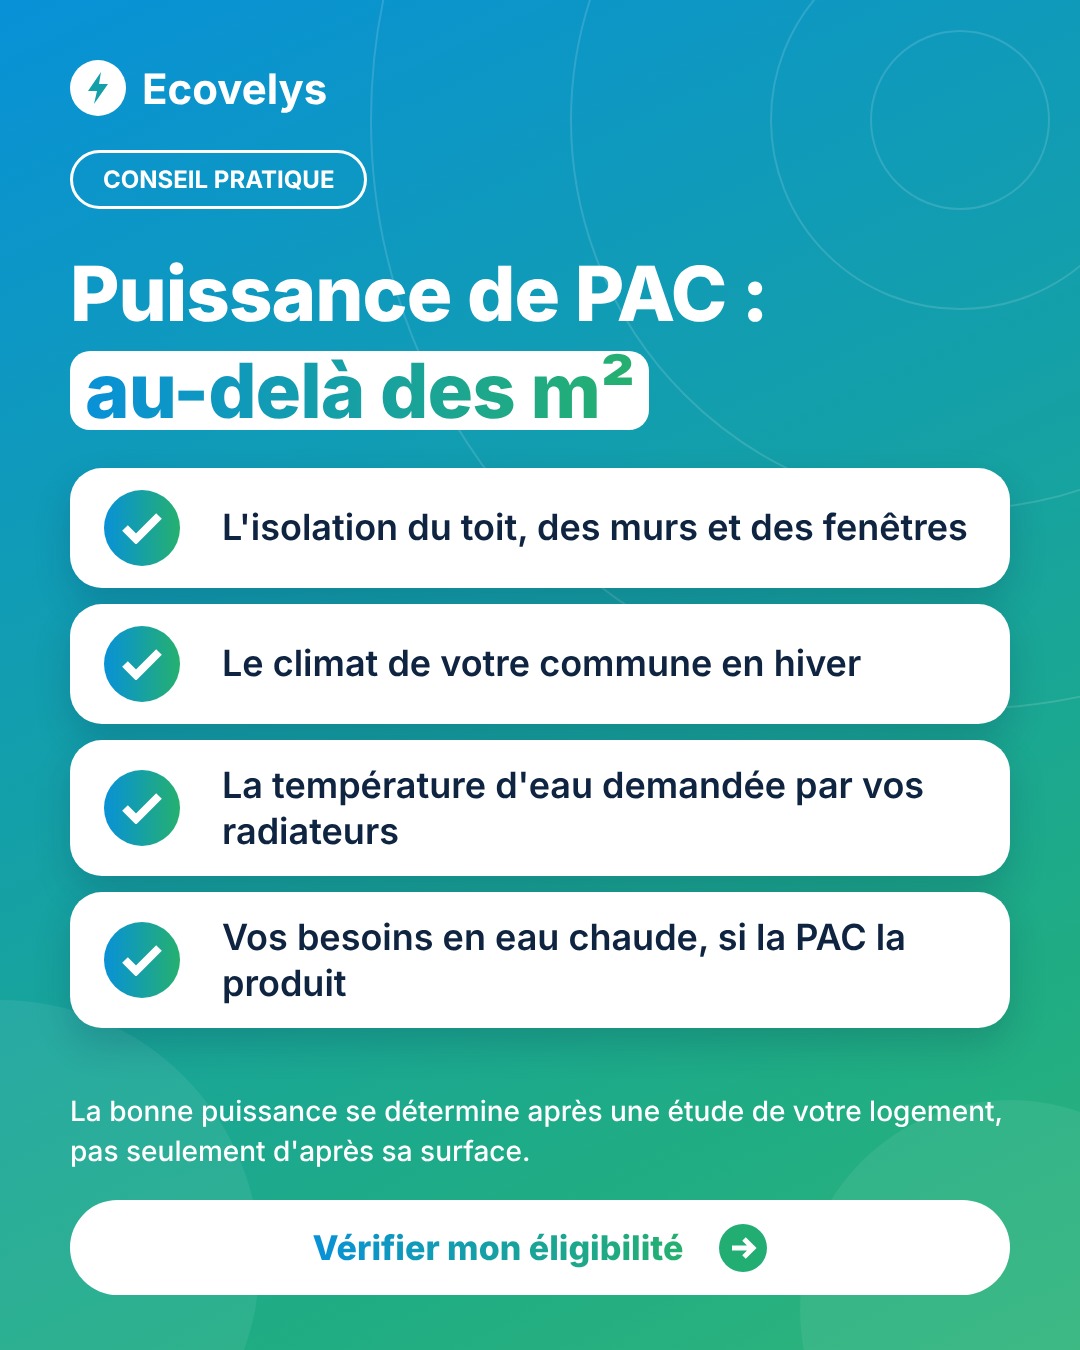 Ecovelys
CONSEIL PRATIQUE
Puissance de PAC :
au-delà des m²
L'isolation du toit, des murs et des fenêtres
Le climat de votre commune en hiver
La température d'eau demandée par vos
radiateurs
Vos besoins en eau chaude, si la PAC la
produit
La bonne puissance se détermine après une étude de votre logement,
pas seulement d'après sa surface.
Vérifier mon éligibilité